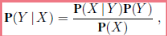 P(Y | X) = P(X | Y)P(Y) / P(X) ,